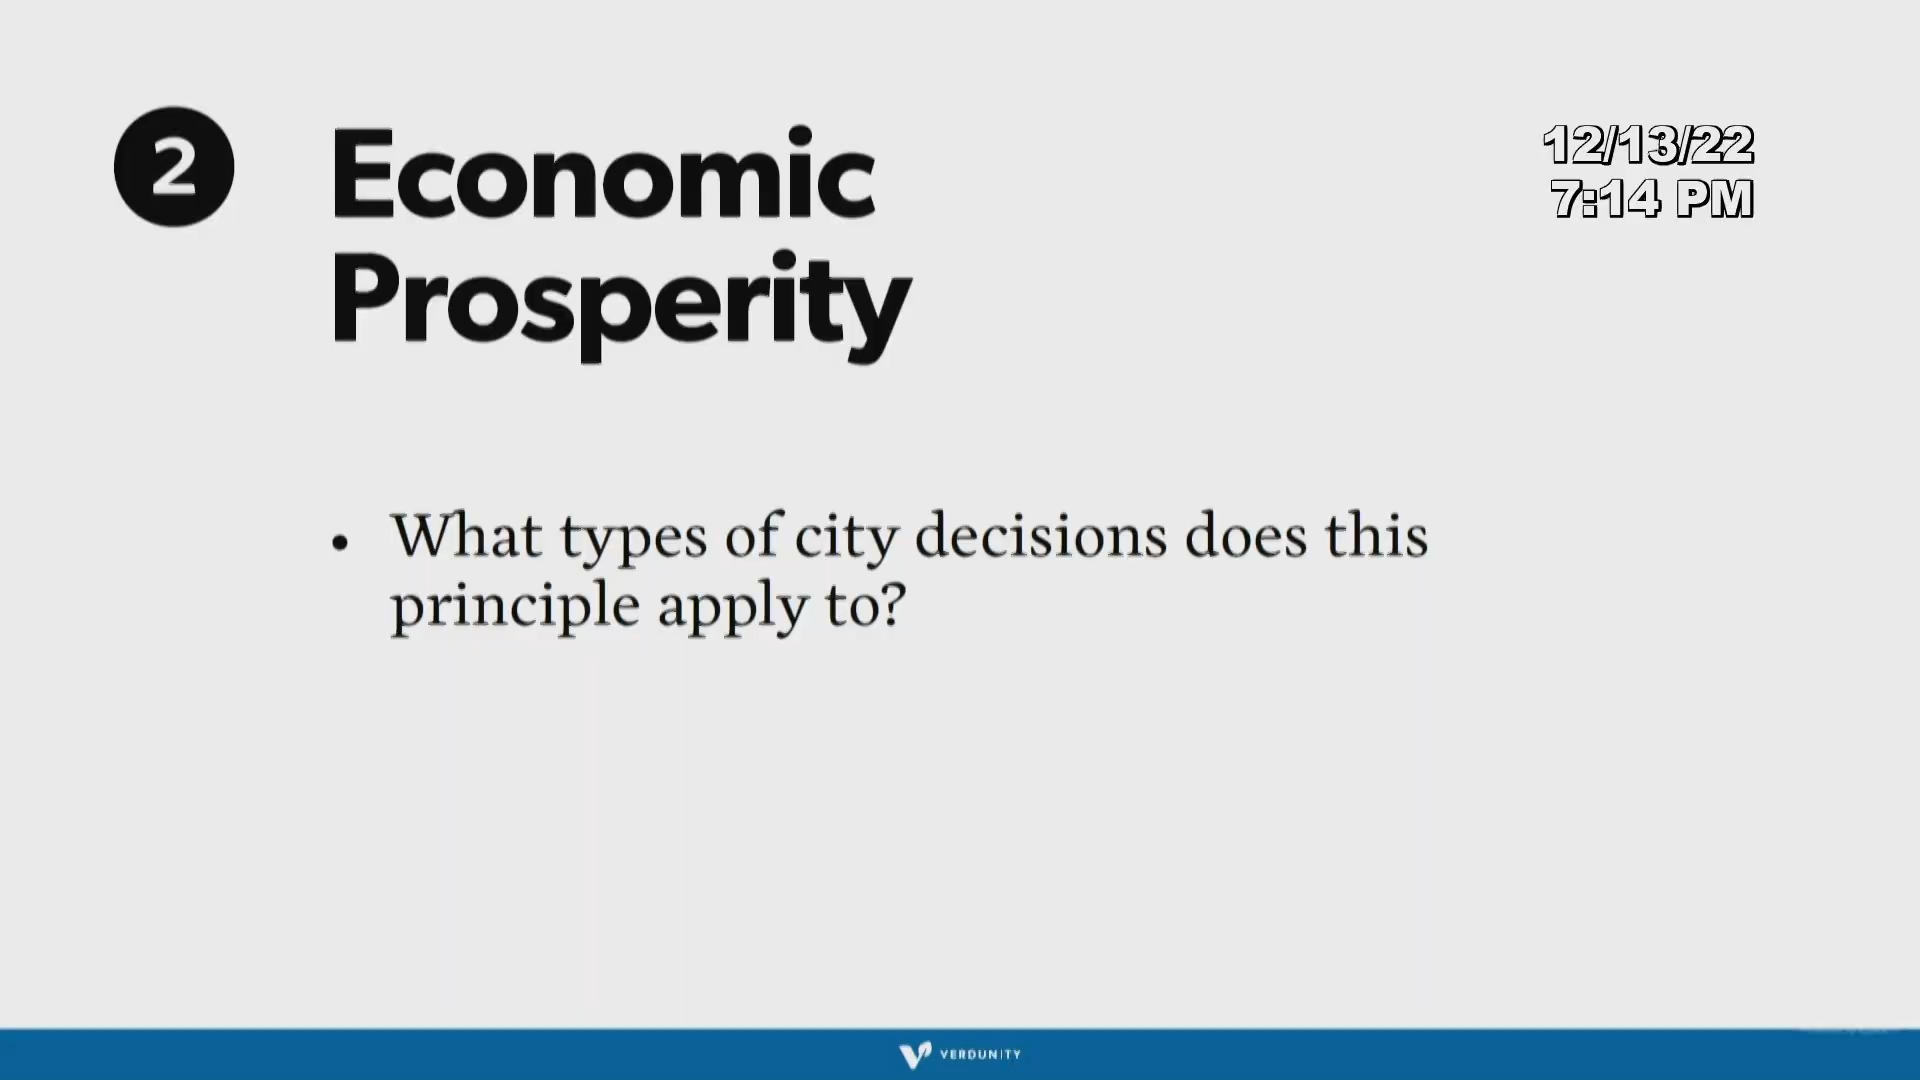 2
Economic
Prosperity
12/13/22
7:14 PM
• What types of city decisions does this
principle apply to?
VERDUNITY